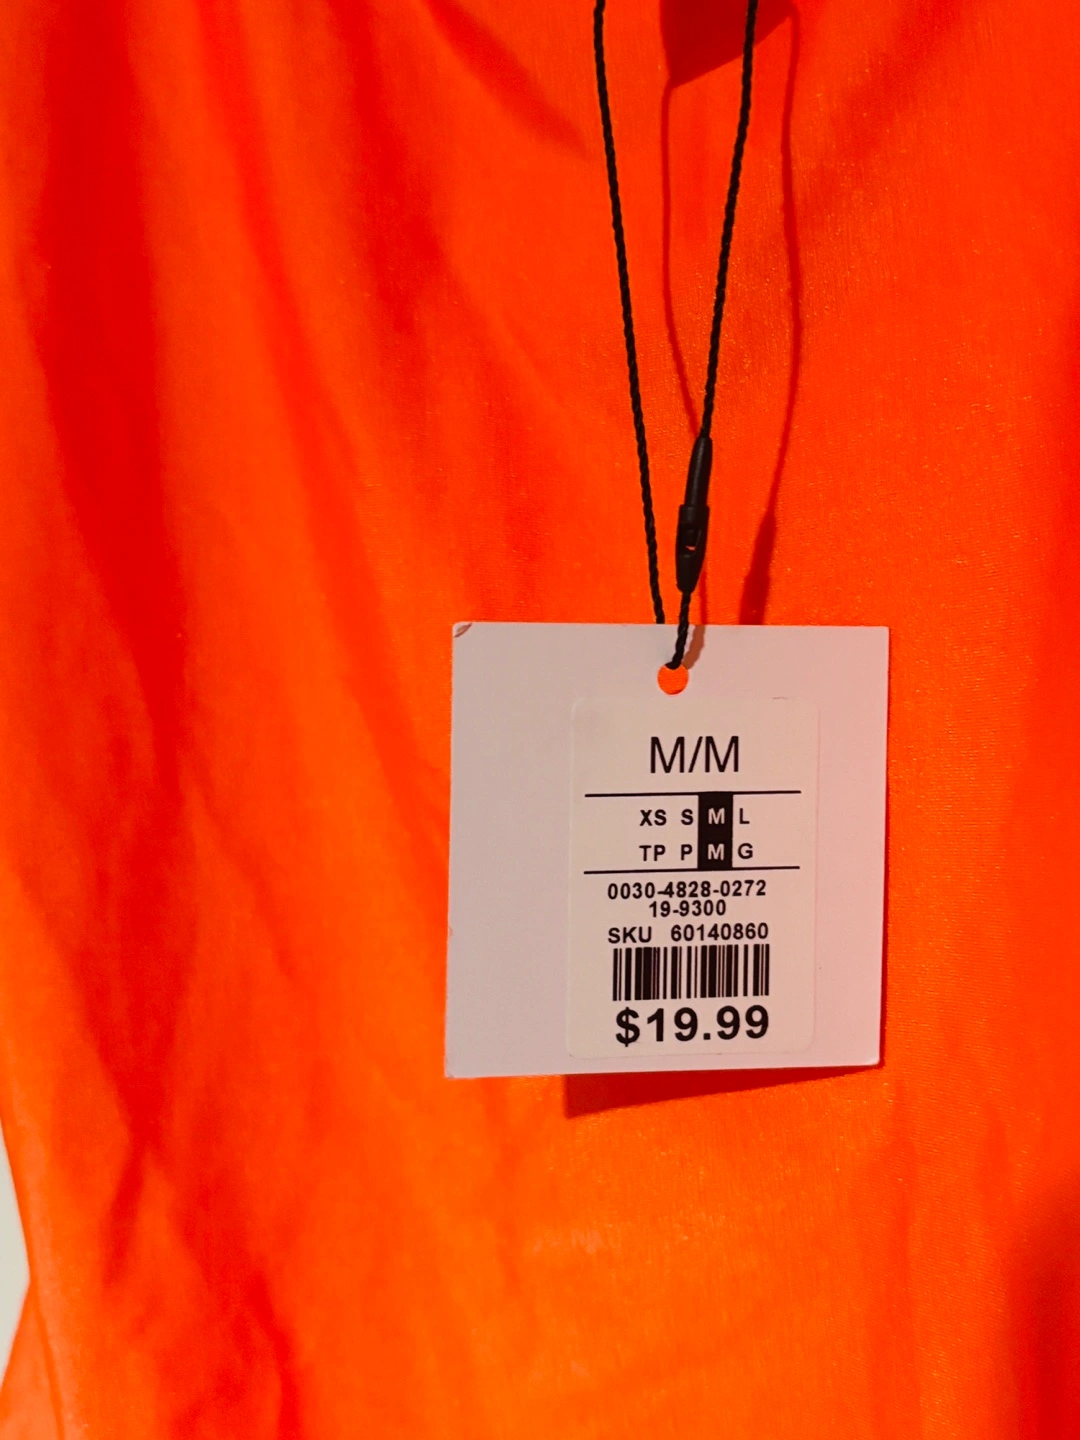 M/M
XS S M L
TP P M G
0030-4828-0272
19-9300
SKU 60140860
$19.99